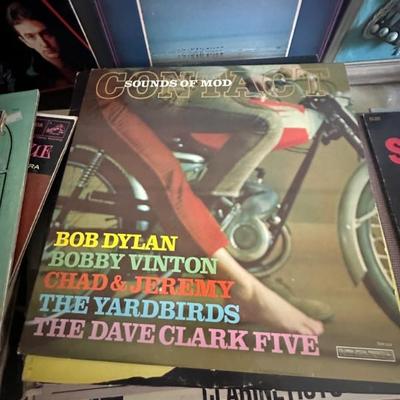 CONTACT
SOUNDS OF MOD
BOB DYLAN
BOBBY VINTON
CHAD & JEREMY
THE YARDBIRDS
THE DAVE CLARK FIVE